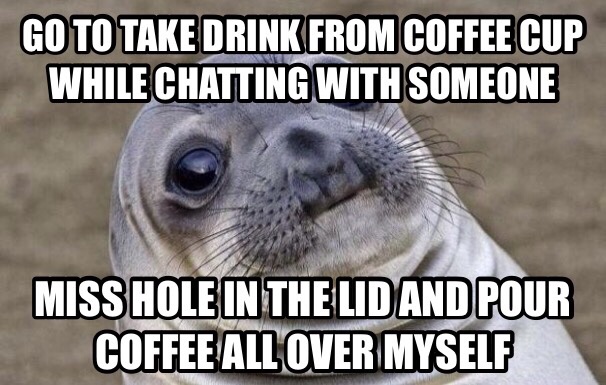 GO TO TAKE DRINK FROM COFFEE CUP
WHILE CHATTING WITH SOMEONE
MISS HOLE IN THE LID AND POUR
COFFEE ALL OVER MYSELF